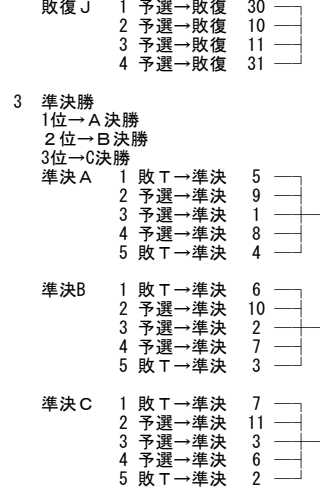 敗復Ｊ 1 予選→敗復 30
2 予選→敗復 10
3 予選→敗復 11
4 予選→敗復 31
3 準決勝
1位→Ａ決勝
２位→Ｂ決勝
3位→C決勝
準決Ａ 1 敗Ｔ→準決 5
2 予選→準決 9
3 予選→準決 1
4 予選→準決 8
5 敗Ｔ→準決 4
準決B 1 敗Ｔ→準決 6
2 予選→準決 10
3 予選→準決 2
4 予選→準決 7
5 敗Ｔ→準決 3
準決Ｃ 1 敗Ｔ→準決 7
2 予選→準決 11
3 予選→準決 3
4 予選→準決 6
5 敗Ｔ→準決 2